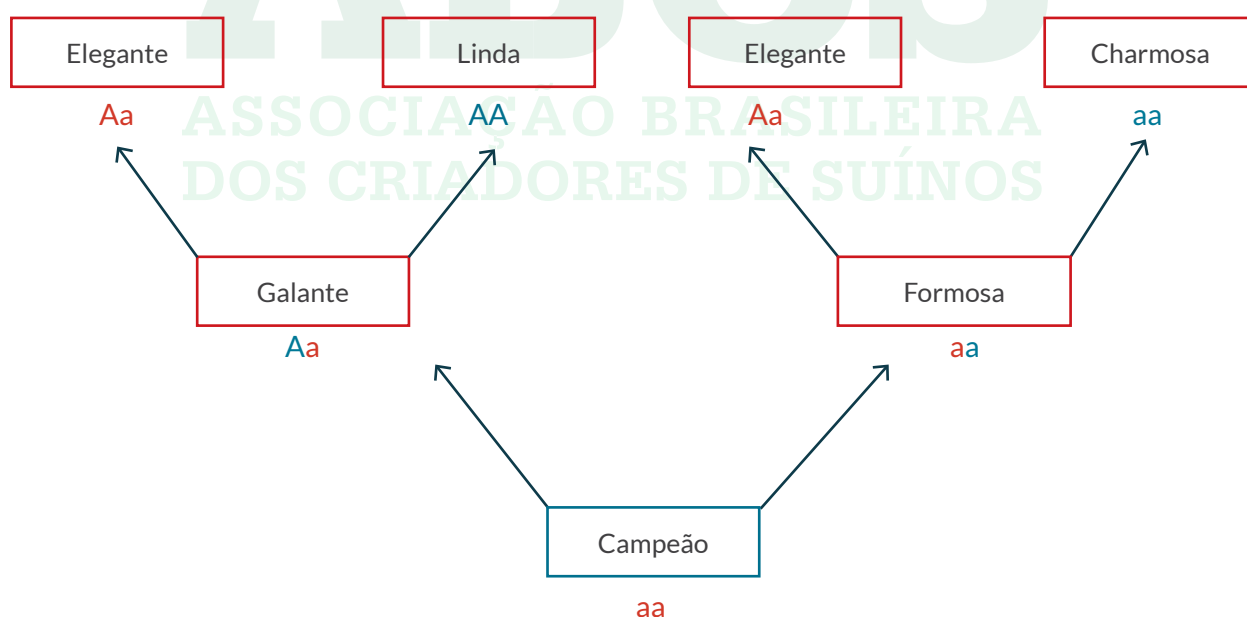 ABCS
Elegante Linda Elegante Charmosa
Aa AA Aa aa
ASSOCIAÇÃO BRASILEIRA
DOS CRIADORES DE SUÍNOS
Galante Formosa
Aa aa
Campeão
aa